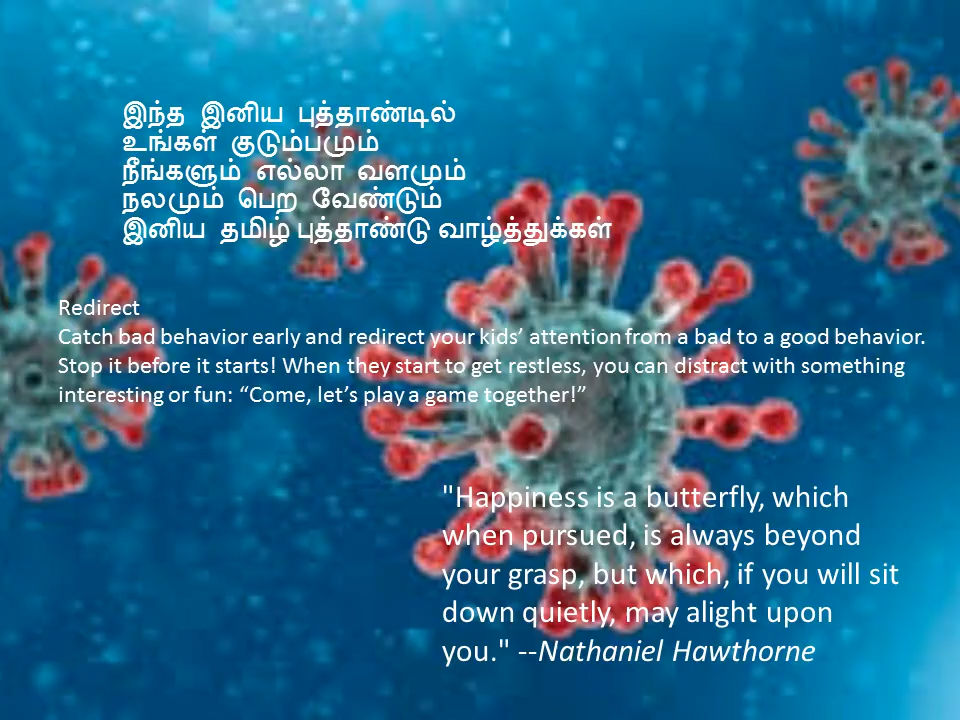 இந்த இனிய புத்தாண்டில்
உங்கள் குடும்பமும்
நீங்களும் எல்லா வளமும்
நலமும் பெற வேண்டும்
இனிய தமிழ் புத்தாண்டு வாழ்த்துக்கள்
Redirect
Catch bad behavior early and redirect your kids’ attention from a bad to a good behavior.
Stop it before it starts! When they start to get restless, you can distract with something
interesting or fun: “Come, let’s play a game together!”
"Happiness is a butterfly, which
when pursued, is always beyond
your grasp, but which, if you will sit
down quietly, may alight upon
you." --Nathaniel Hawthorne